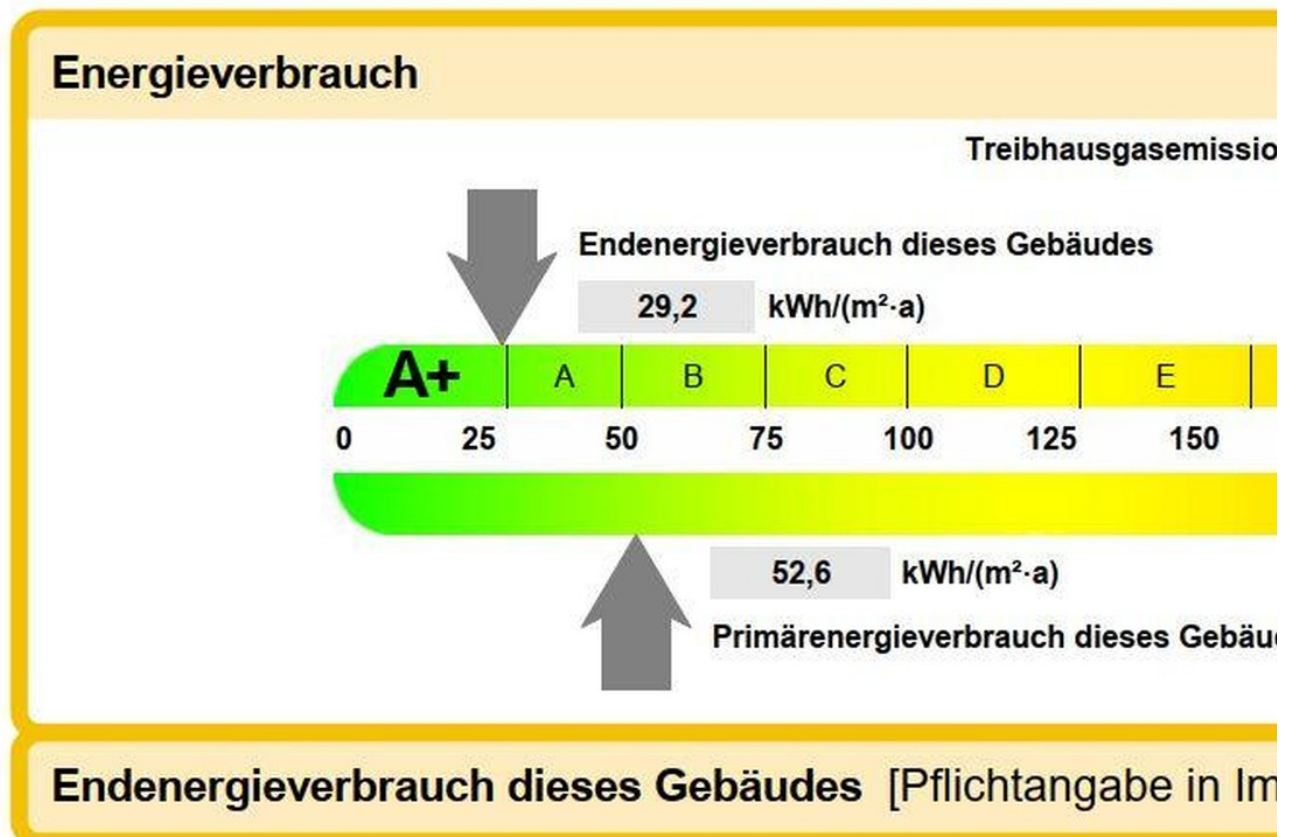 Energieverbrauch
Treibhausgasemissio
Endenergieverbrauch dieses Gebäudes
29,2 kWh/(m²·a)
A+ A B C D E
0 25 50 75 100 125 150
52,6 kWh/(m²·a)
Primärenergieverbrauch dieses Gebäu
Endenergieverbrauch dieses Gebäudes [Pflichtangabe in Im